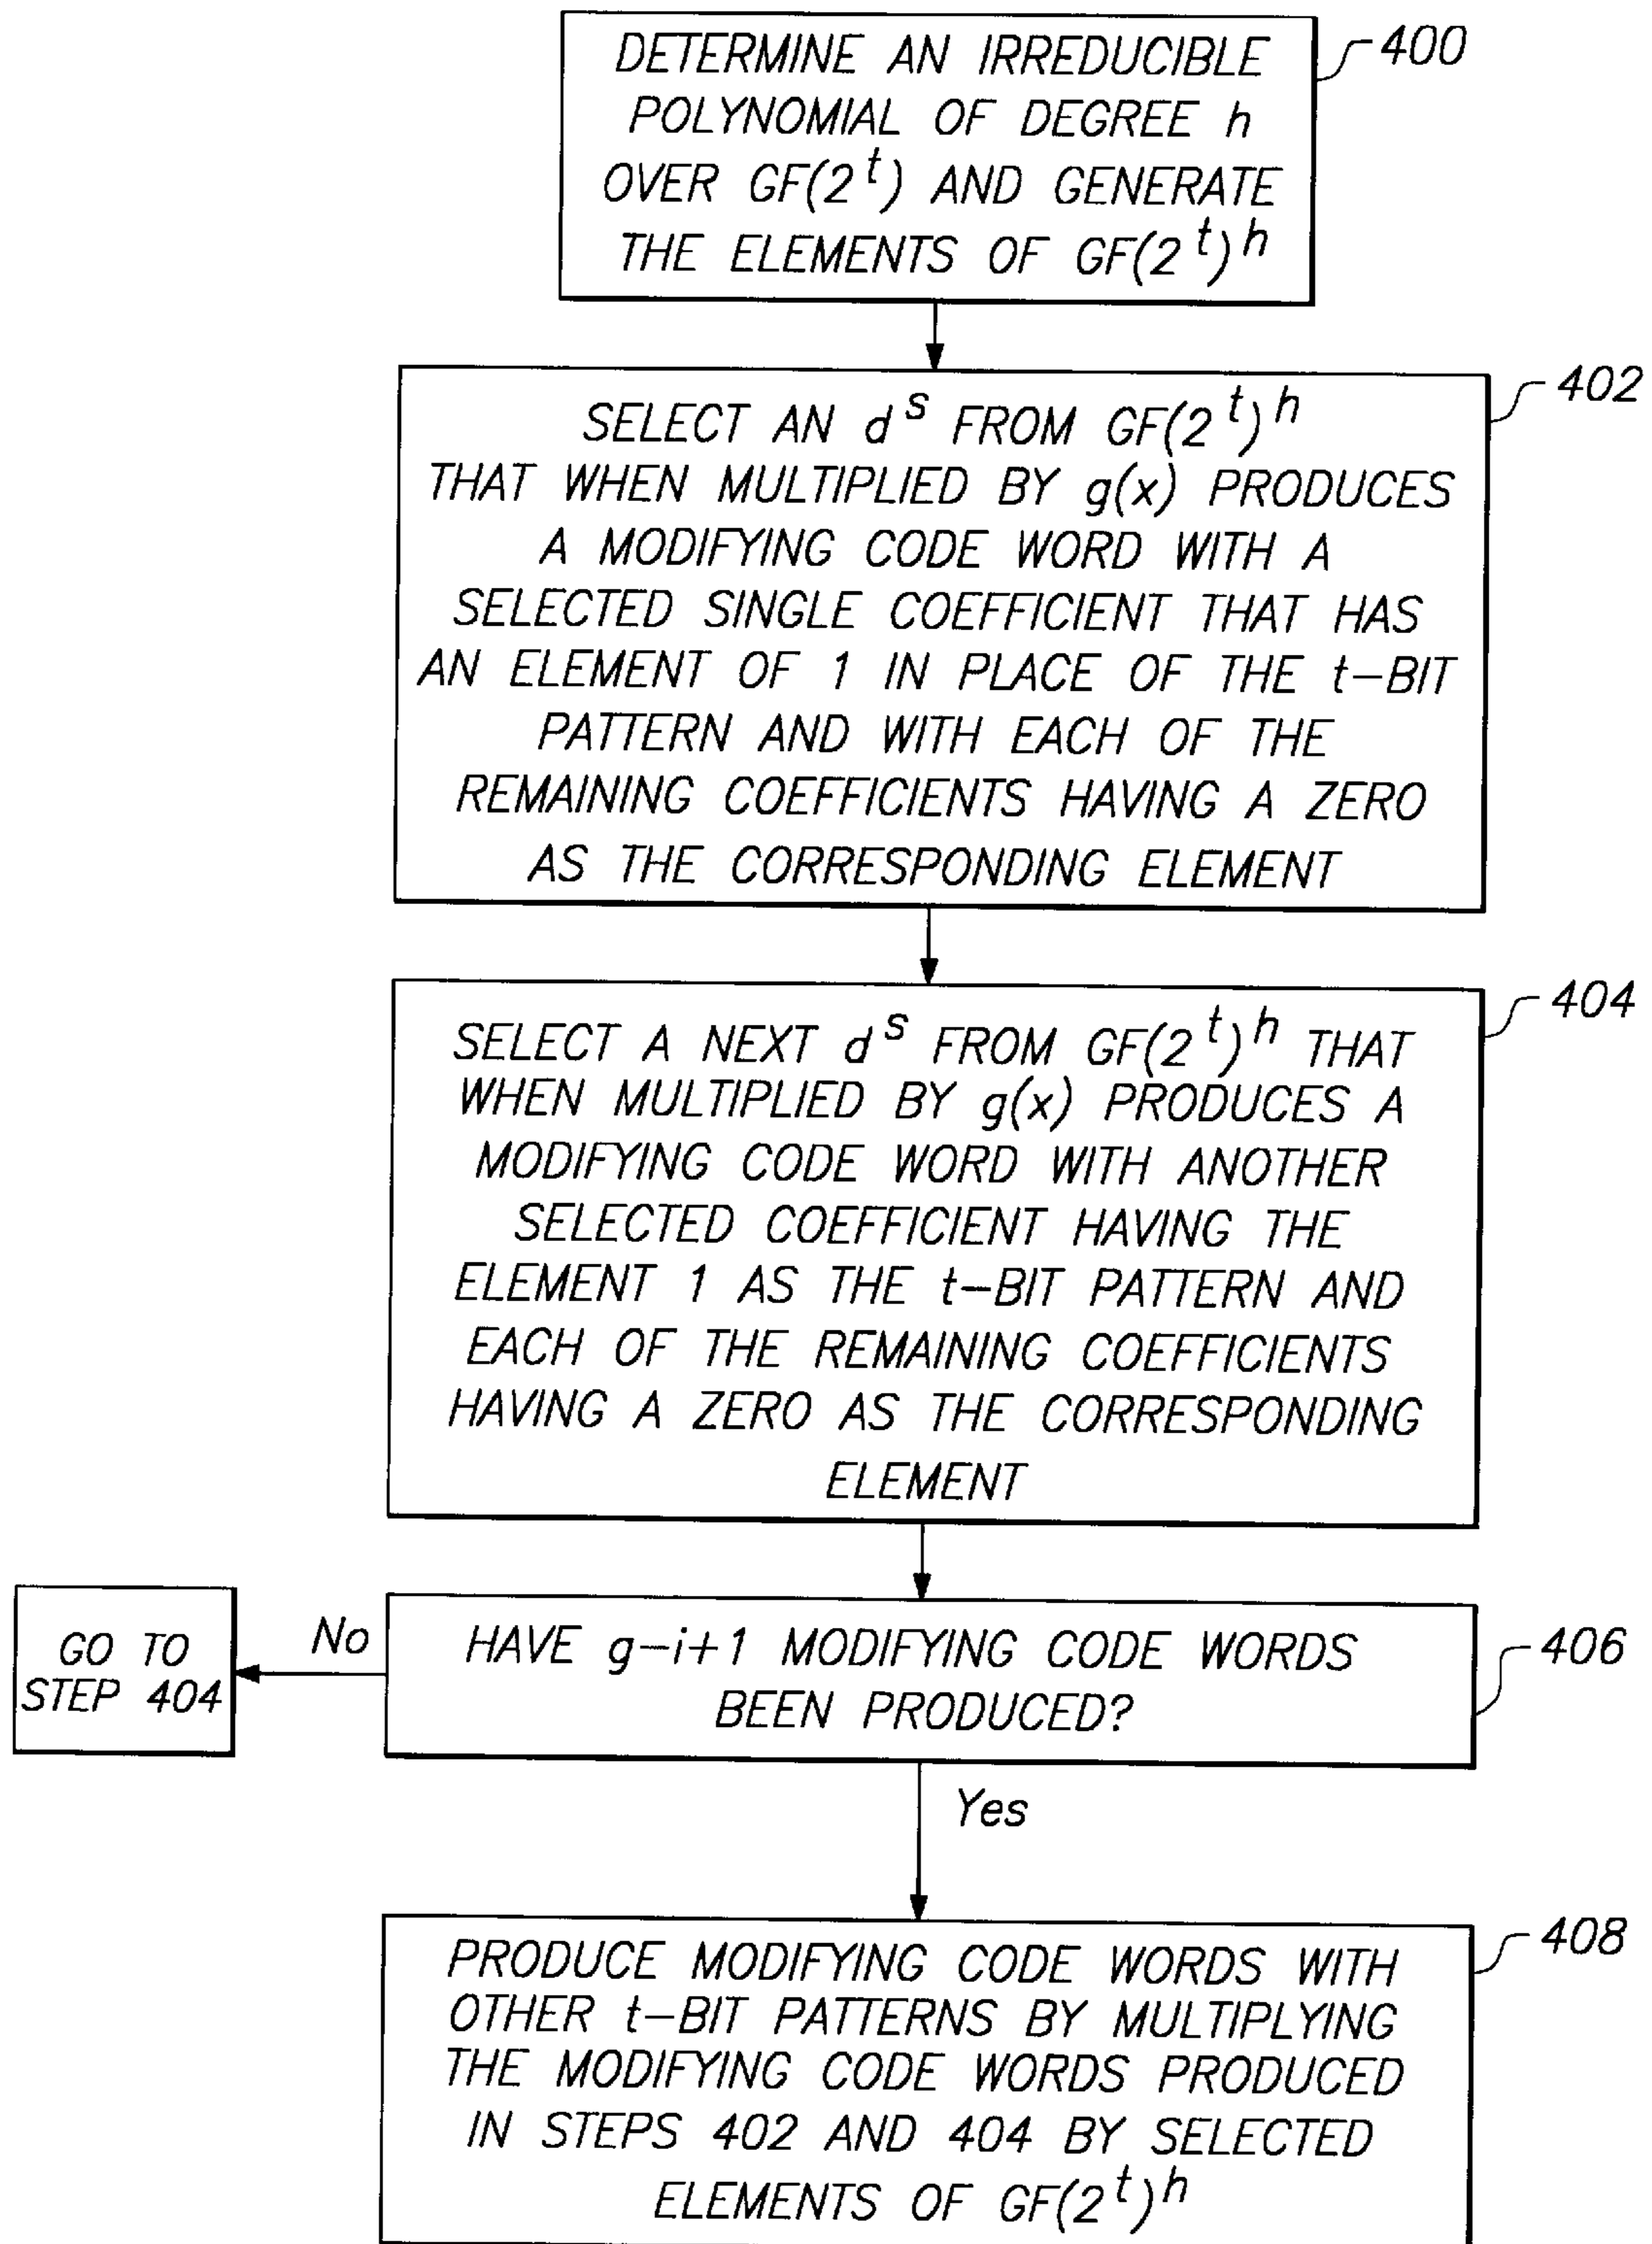 DETERMINE AN IRREDUCIBLE
POLYNOMIAL OF DEGREE h
OVER GF(2^t) AND GENERATE
THE ELEMENTS OF GF(2^t)^h
400
SELECT AN d^s FROM GF(2^t)^h
THAT WHEN MULTIPLIED BY g(x) PRODUCES
A MODIFYING CODE WORD WITH A
SELECTED SINGLE COEFFICIENT THAT HAS
AN ELEMENT OF 1 IN PLACE OF THE t-BIT
PATTERN AND WITH EACH OF THE
REMAINING COEFFICIENTS HAVING A ZERO
AS THE CORRESPONDING ELEMENT
402
SELECT A NEXT d^s FROM GF(2^t)^h THAT
WHEN MULTIPLIED BY g(x) PRODUCES A
MODIFYING CODE WORD WITH ANOTHER
SELECTED COEFFICIENT HAVING THE
ELEMENT 1 AS THE t-BIT PATTERN AND
EACH OF THE REMAINING COEFFICIENTS
HAVING A ZERO AS THE CORRESPONDING
ELEMENT
404
HAVE g-i+1 MODIFYING CODE WORDS
BEEN PRODUCED?
406
No
GO TO
STEP 404
Yes
PRODUCE MODIFYING CODE WORDS WITH
OTHER t-BIT PATTERNS BY MULTIPLYING
THE MODIFYING CODE WORDS PRODUCED
IN STEPS 402 AND 404 BY SELECTED
ELEMENTS OF GF(2^t)^h
408